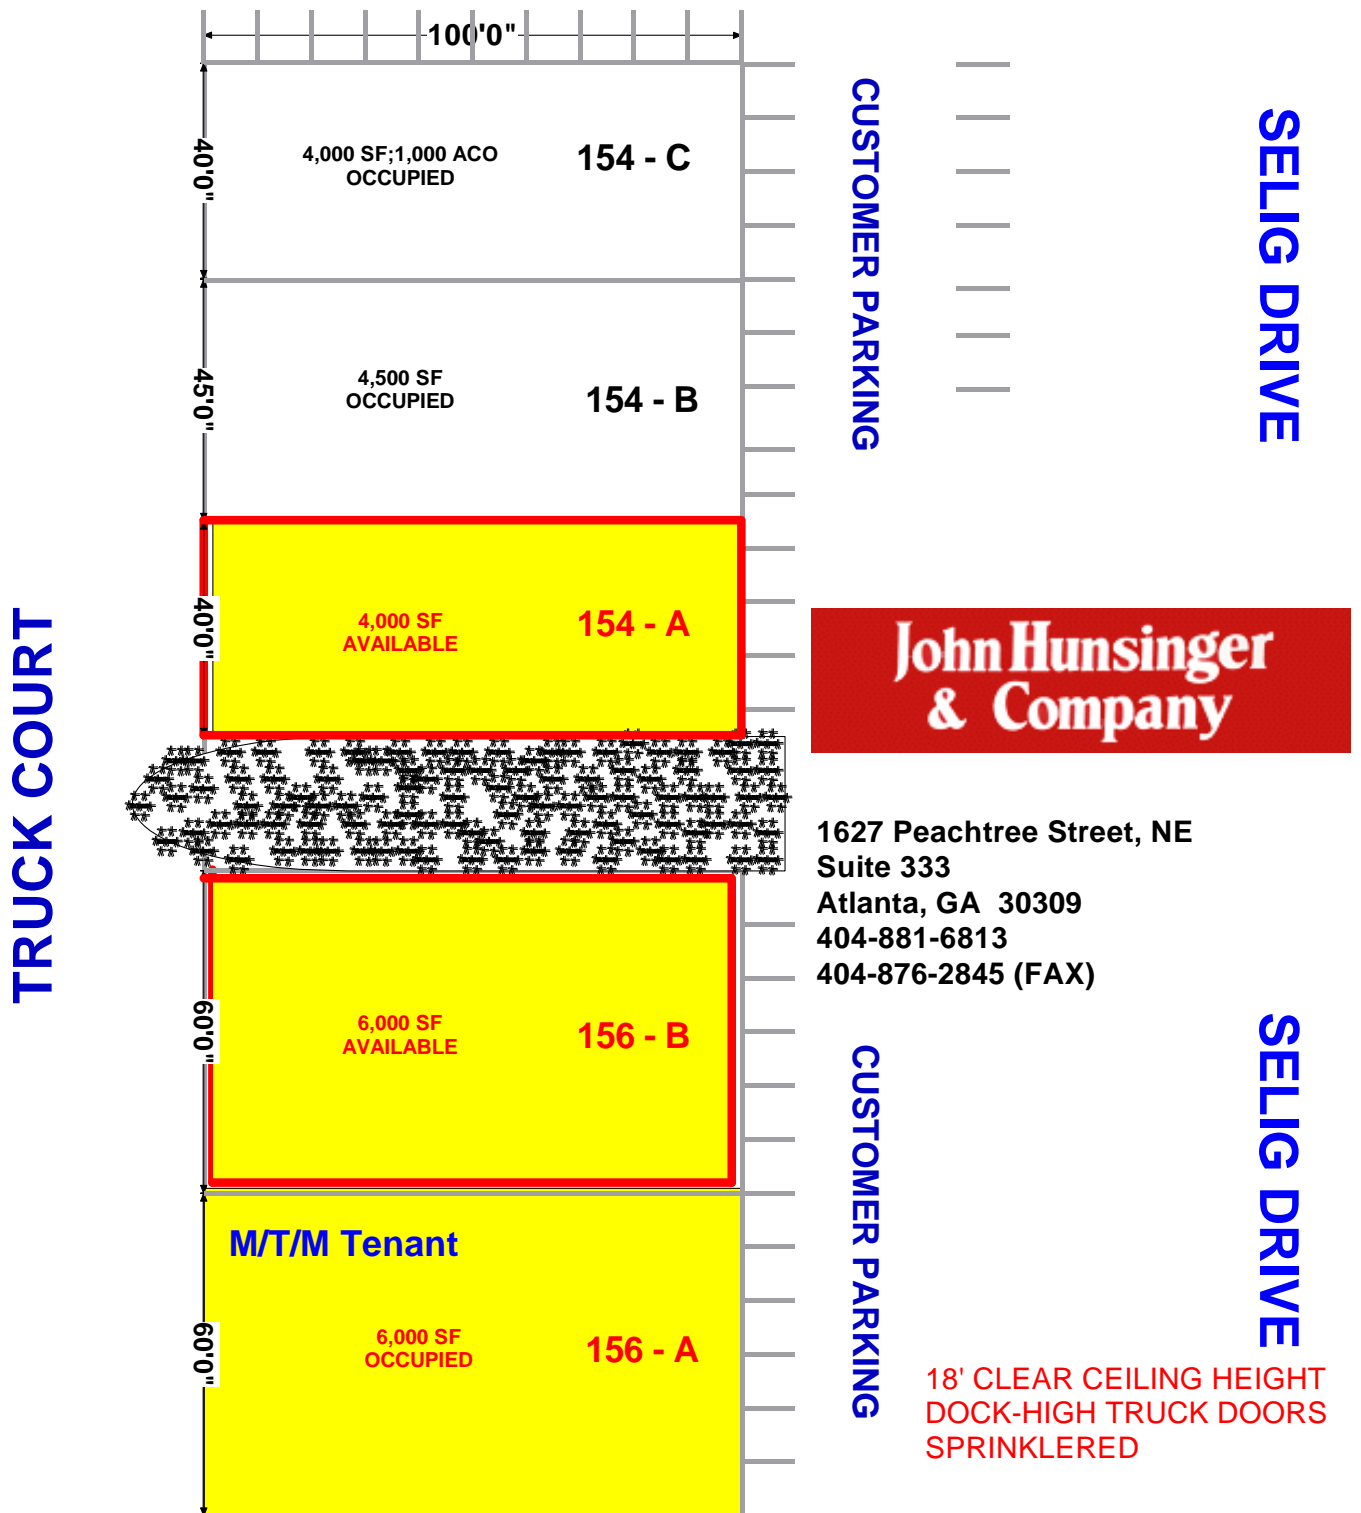 100'0"
40'0"
4,000 SF;1,000 ACO
OCCUPIED
154 - C
45'0"
4,500 SF
OCCUPIED
154 - B
40'0"
4,000 SF
AVAILABLE
154 - A
CUSTOMER PARKING
SELIG DRIVE
TRUCK COURT
John Hunsinger
& Company
1627 Peachtree Street, NE
Suite 333
Atlanta, GA  30309
404-881-6813
404-876-2845 (FAX)
60'0"
6,000 SF
AVAILABLE
156 - B
M/T/M Tenant
60'0"
6,000 SF
OCCUPIED
156 - A
CUSTOMER PARKING
SELIG DRIVE
18' CLEAR CEILING HEIGHT
DOCK-HIGH TRUCK DOORS
SPRINKLERED